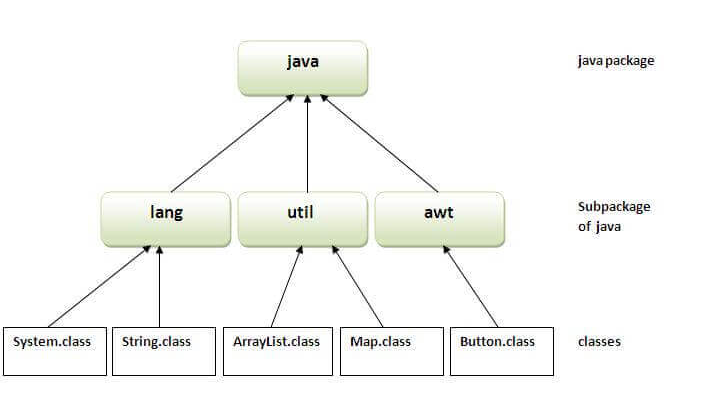 java
java package
lang
util
awt
Subpackage
of java
System.class
String.class
ArrayList.class
Map.class
Button.class
classes